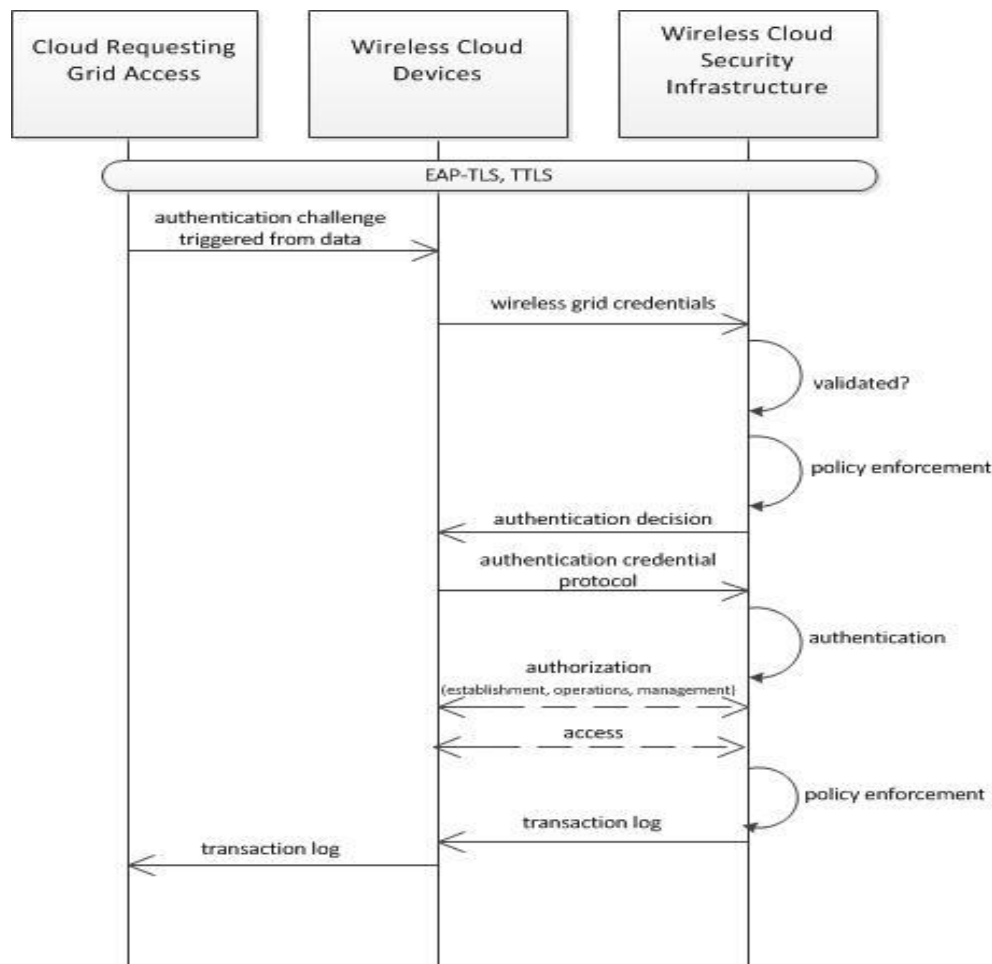 Cloud Requesting
Grid Access
Wireless Cloud
Devices
Wireless Cloud
Security
Infrastructure
EAP-TLS, TTLS
authentication challenge
triggered from data
wireless grid credentials
validated?
policy enforcement
authentication decision
authentication credential
protocol
authentication
authorization
(establishment, operations, management)
access
policy enforcement
transaction log
transaction log